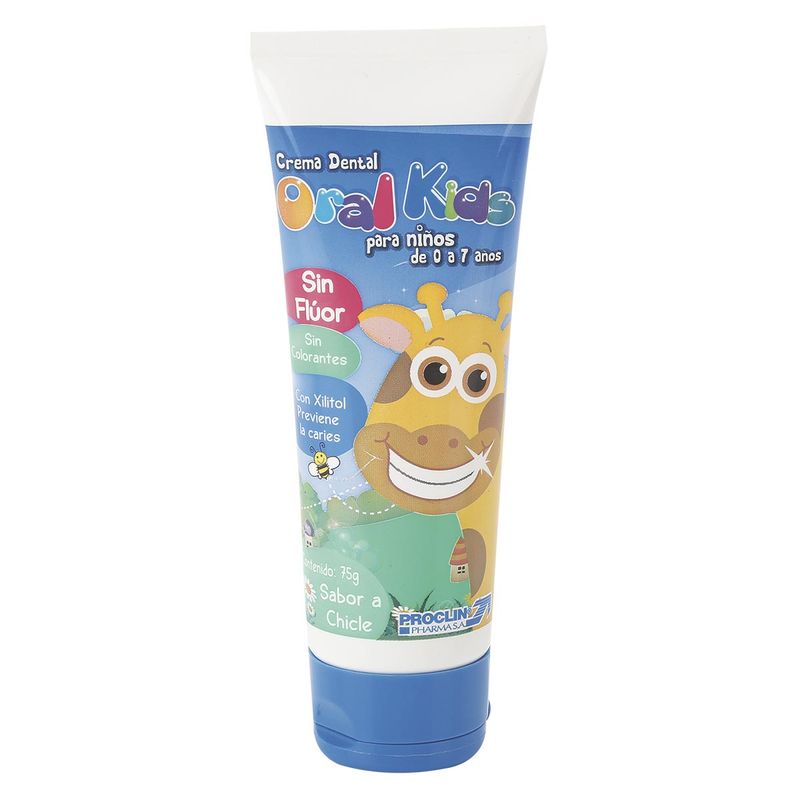 Crema Dental
Oral Kids
para niños
de 0 a 7 años
Sin
Flúor
Sin
Colorantes
Con Xilitol
Previene
la caries
Contenido: 75g
Sabor a
Chicle
PROCLIN
PHARMA S.A.